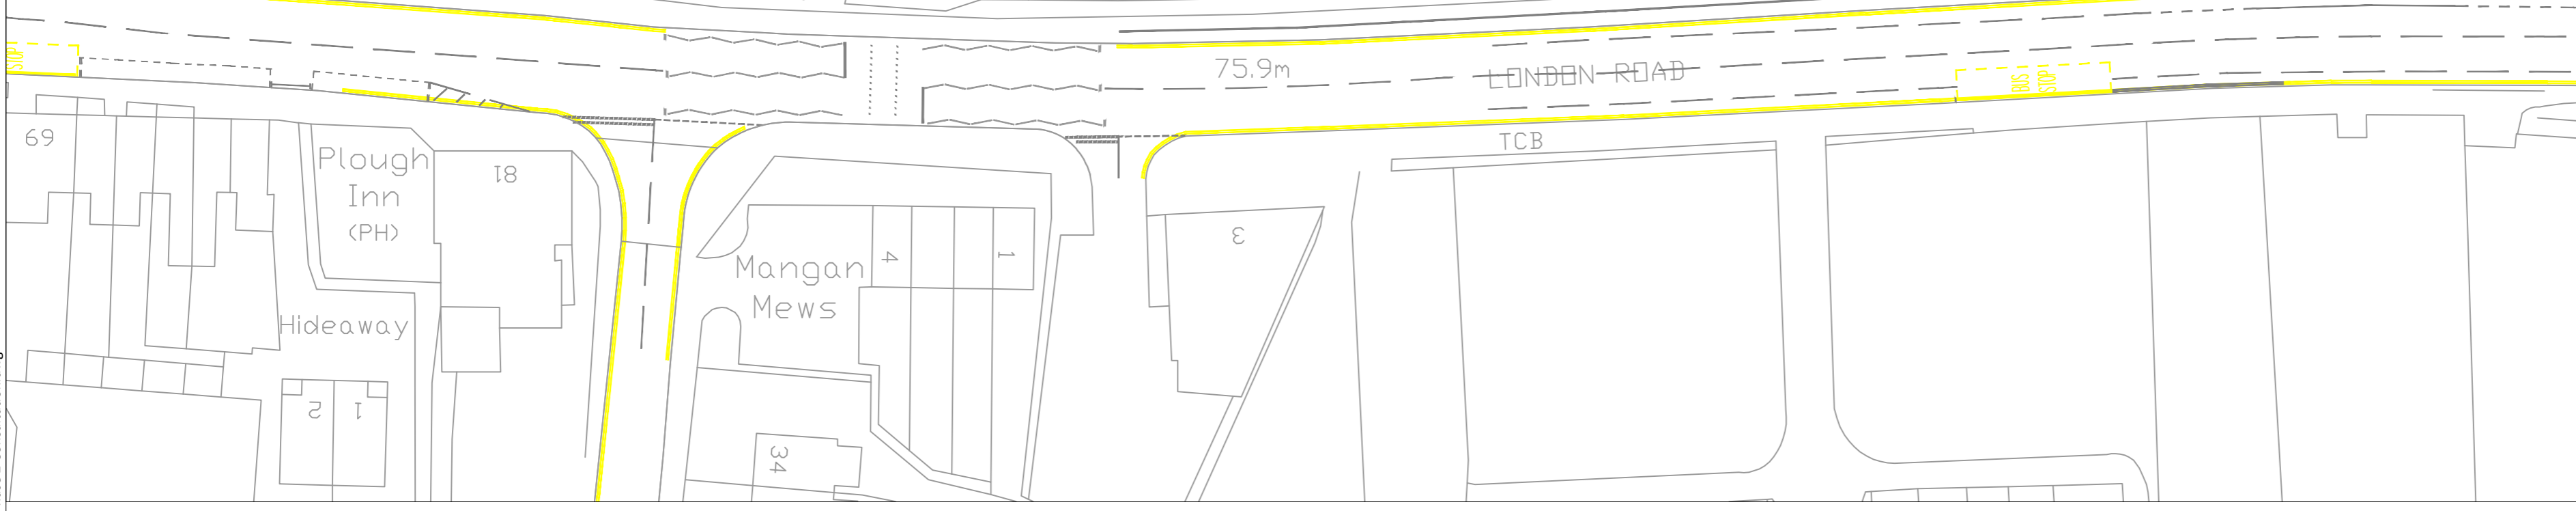 STOP
75.9m
LONDON ROAD
BUS
STOP
69
Plough
Inn
(PH)
81
TCB
Mangan
Mews
4
1
3
Hideaway
2
1
34